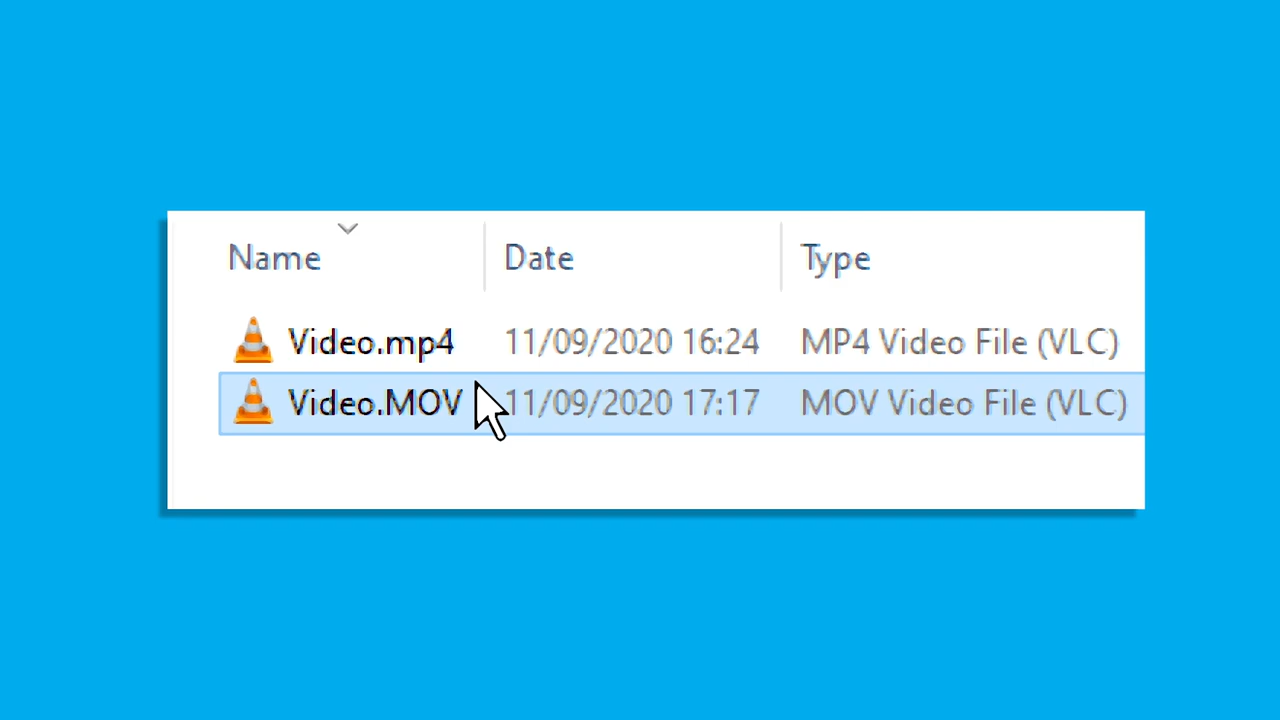 Name Date Type
Video.mp4 11/09/2020 16:24 MP4 Video File (VLC)
Video.MOV 11/09/2020 17:17 MOV Video File (VLC)